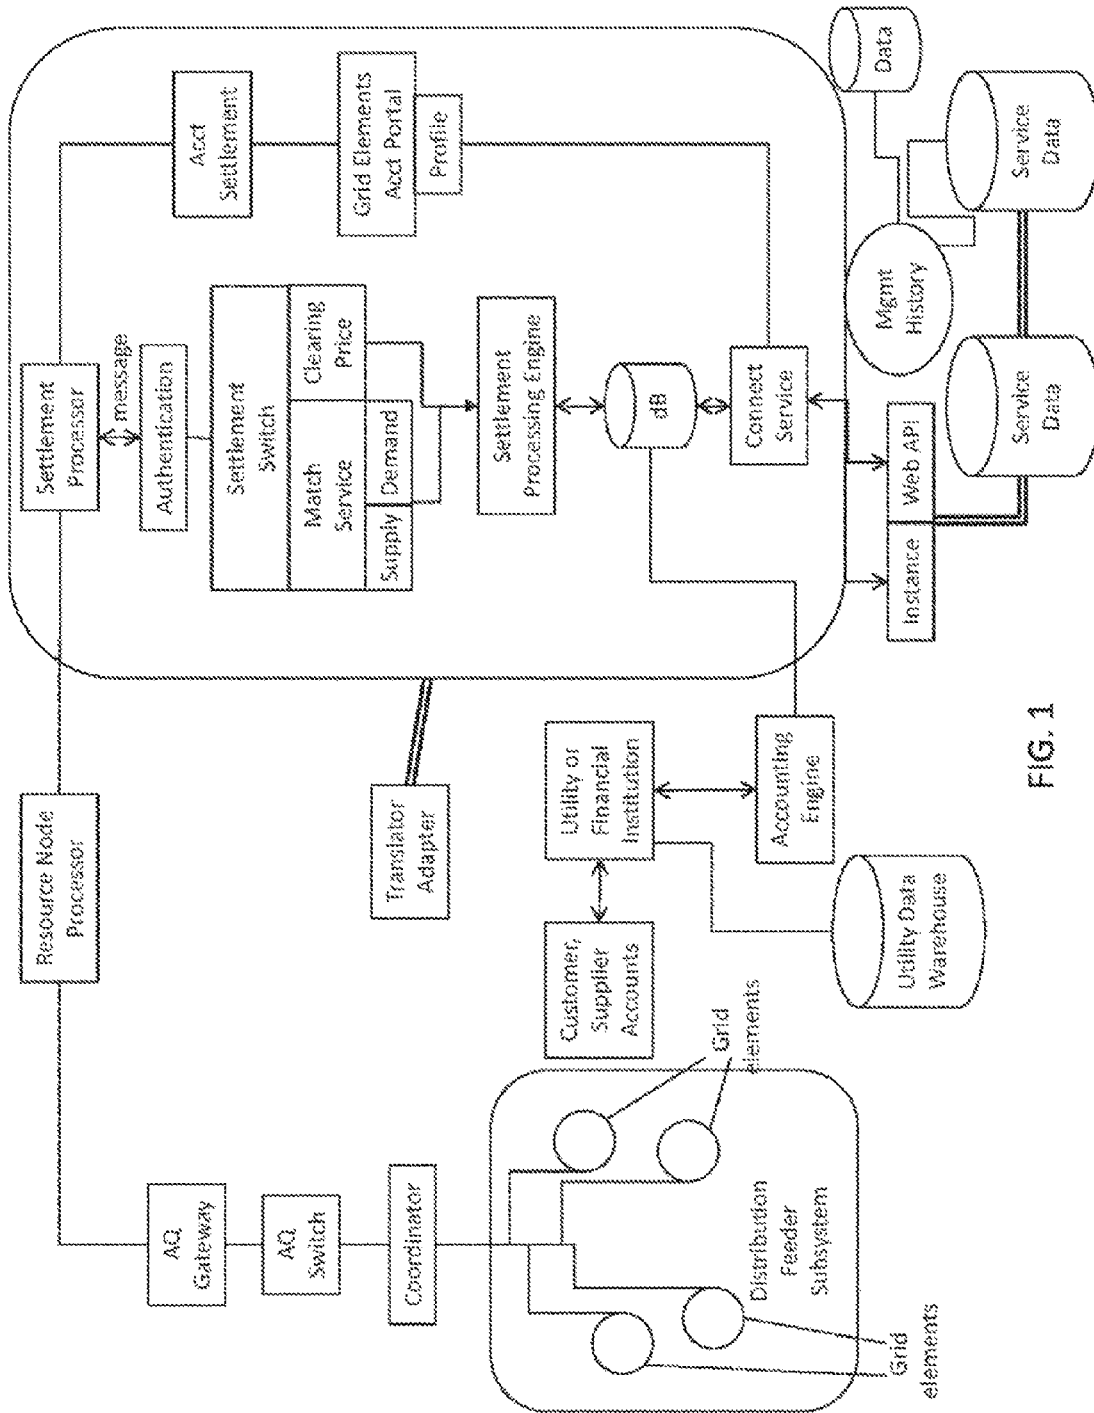 AQ
Gateway
AQ
Switch
Coordinator
Distribution
Feeder
Subsystem
Grid
elements
Grid
elements
Resource Node
Processor
Translator
Adapter
Customer,
Supplier
Accounts
Utility or
Financial
Institution
Utility Data
Warehouse
Accounting
Engine
Settlement
Processor
message
Authentication
Settlement
Switch
Match
Service
Clearing
Price
Supply
Demand
Settlement
Processing Engine
dB
Connect
Service
Acct
Settlement
Grid Elements
Acct Portal
Profile
Instance
Web API
Mgmt
History
Data
Service
Data
Service
Data
FIG. 1